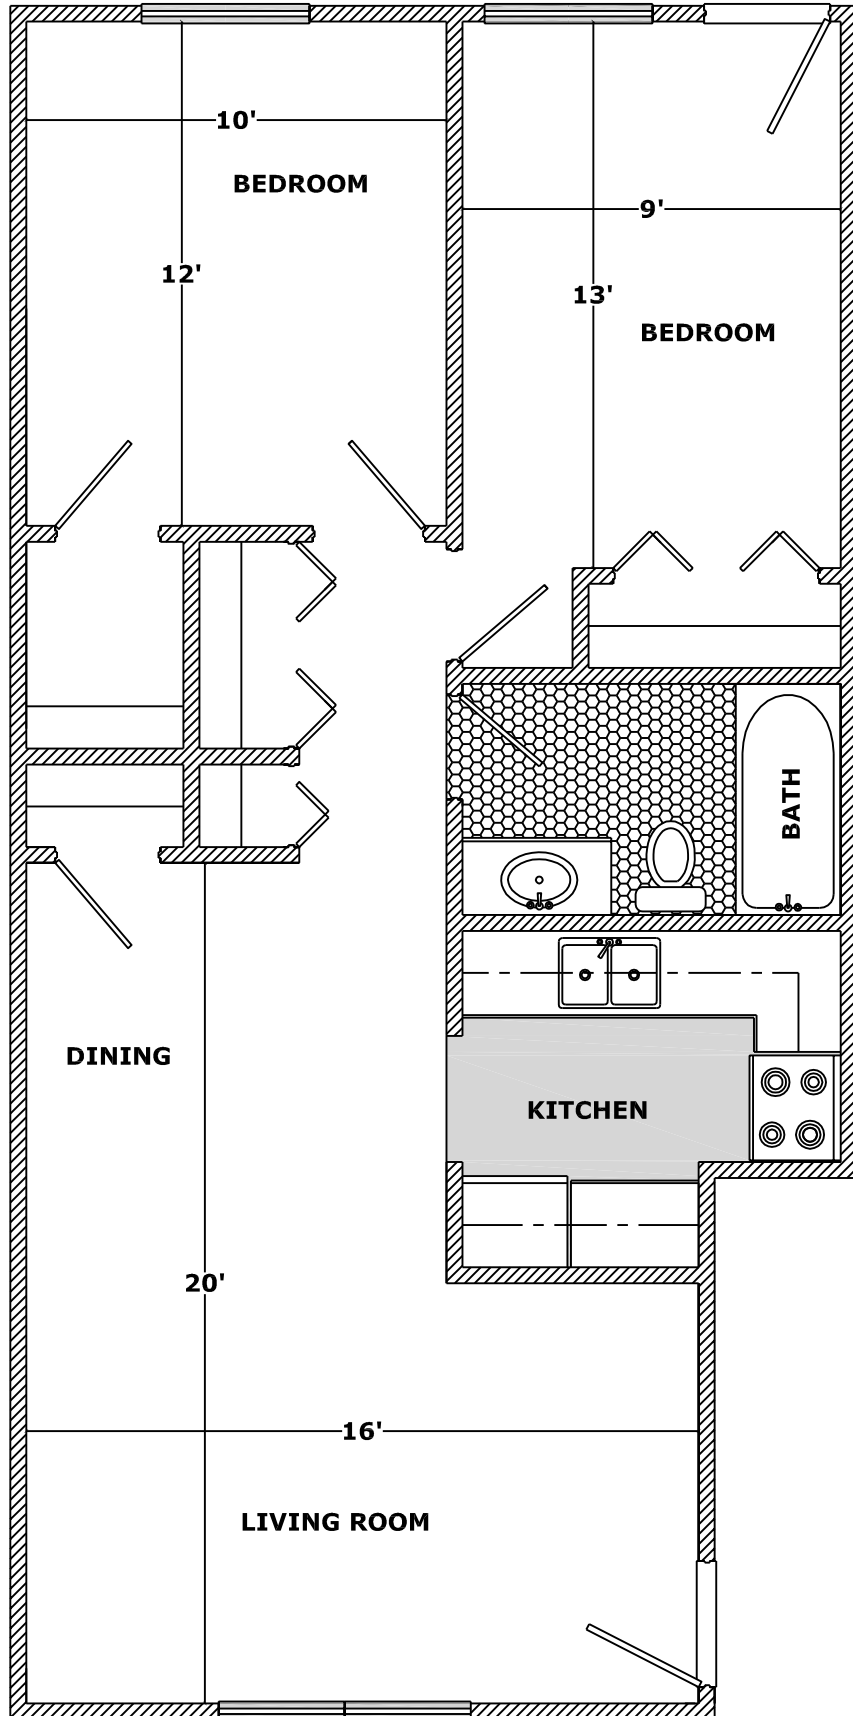 10'
BEDROOM
9'
12'
13'
BEDROOM
BATH
DINING
KITCHEN
20'
16'
LIVING ROOM